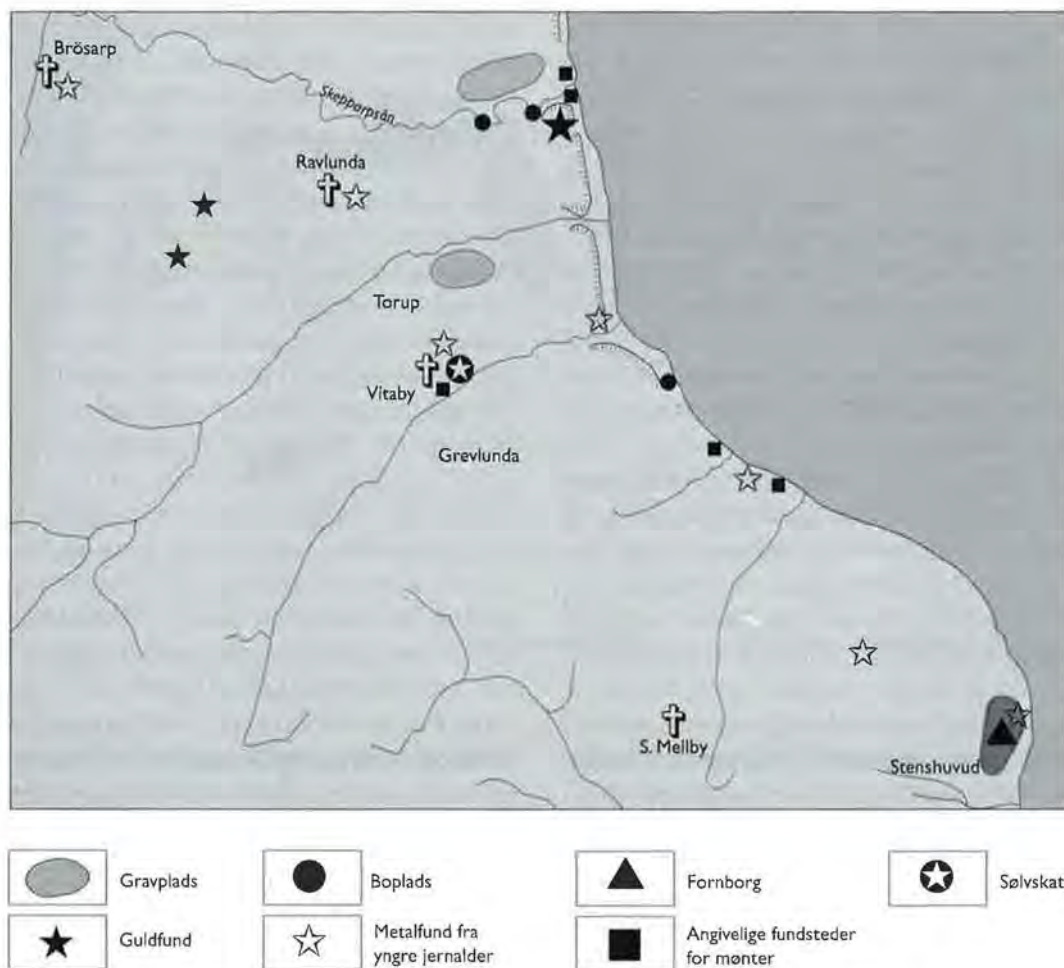 Brösarp
Skepparpsån
Ravlunda
Torup
Vitaby
Grevlunda
S. Mellby
Stenshuvud
Gravplads
Boplads
Fornborg
Sølvskat
Guldfund
Metalfund fra
yngre jernalder
Angivelige fundsteder
for mønter